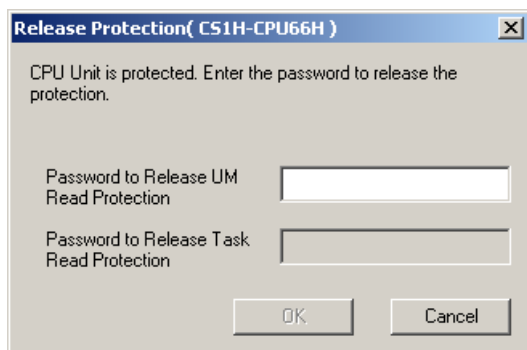 Release Protection( CS1H-CPU66H )
CPU Unit is protected. Enter the password to release the
protection.
Password to Release UM
Read Protection
Password to Release Task
Read Protection
OK
Cancel